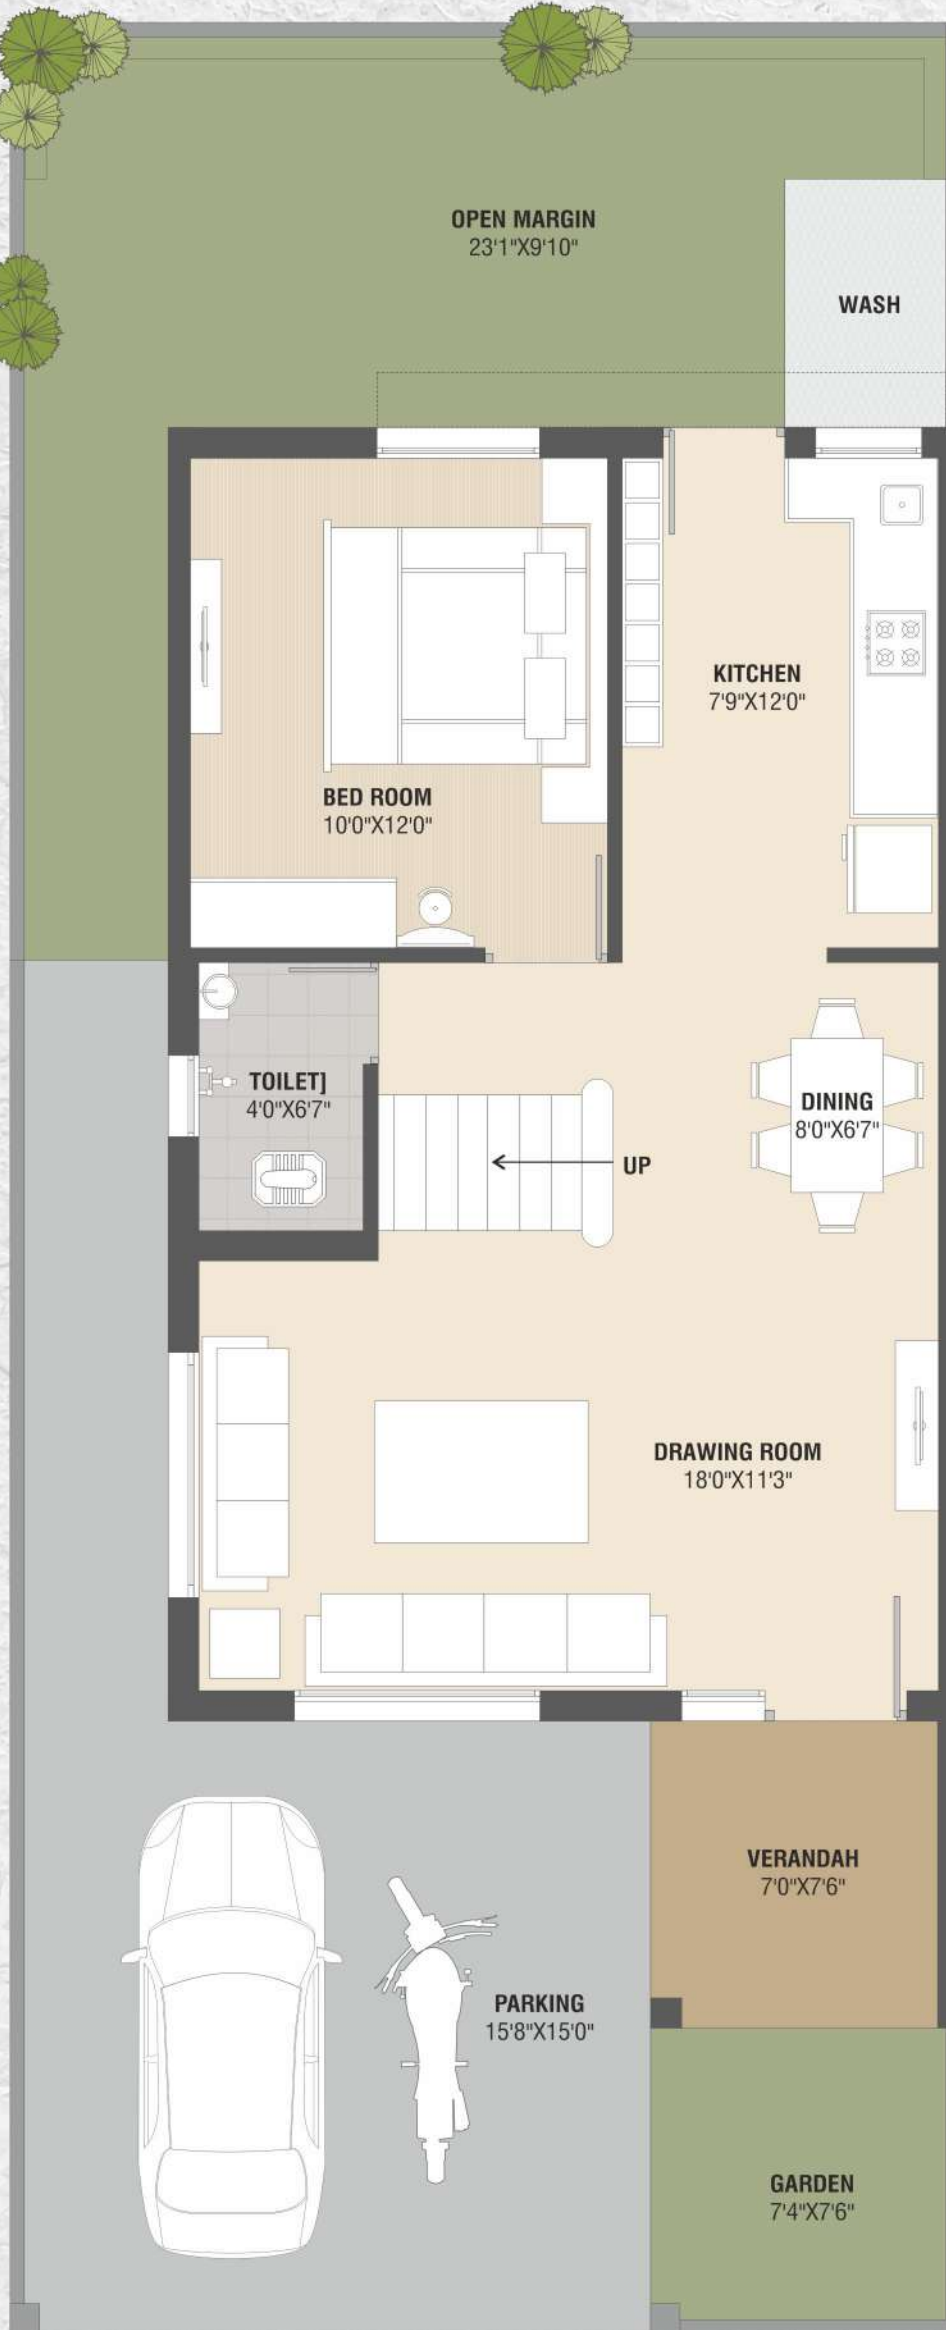 OPEN MARGIN
23'1"X9'10"
WASH
KITCHEN
7'9"X12'0"
BED ROOM
10'0"X12'0"
TOILET]
4'0"X6'7"
DINING
8'0"X6'7"
UP
DRAWING ROOM
18'0"X11'3"
VERANDAH
7'0"X7'6"
PARKING
15'8"X15'0"
GARDEN
7'4"X7'6"